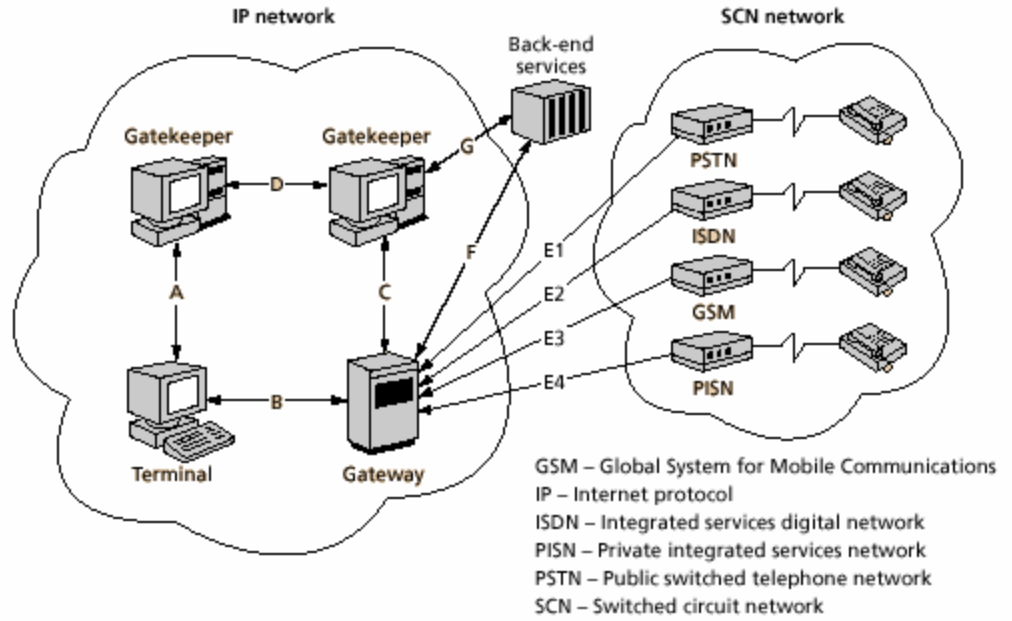 IP network
SCN network
Back-end
services
Gatekeeper
Gatekeeper
G
PSTN
D
ISDN
F
E1
A
C
E2
GSM
E3
E4
PISN
B
Terminal
Gateway
GSM – Global System for Mobile Communications
IP – Internet protocol
ISDN – Integrated services digital network
PISN – Private integrated services network
PSTN – Public switched telephone network
SCN – Switched circuit network